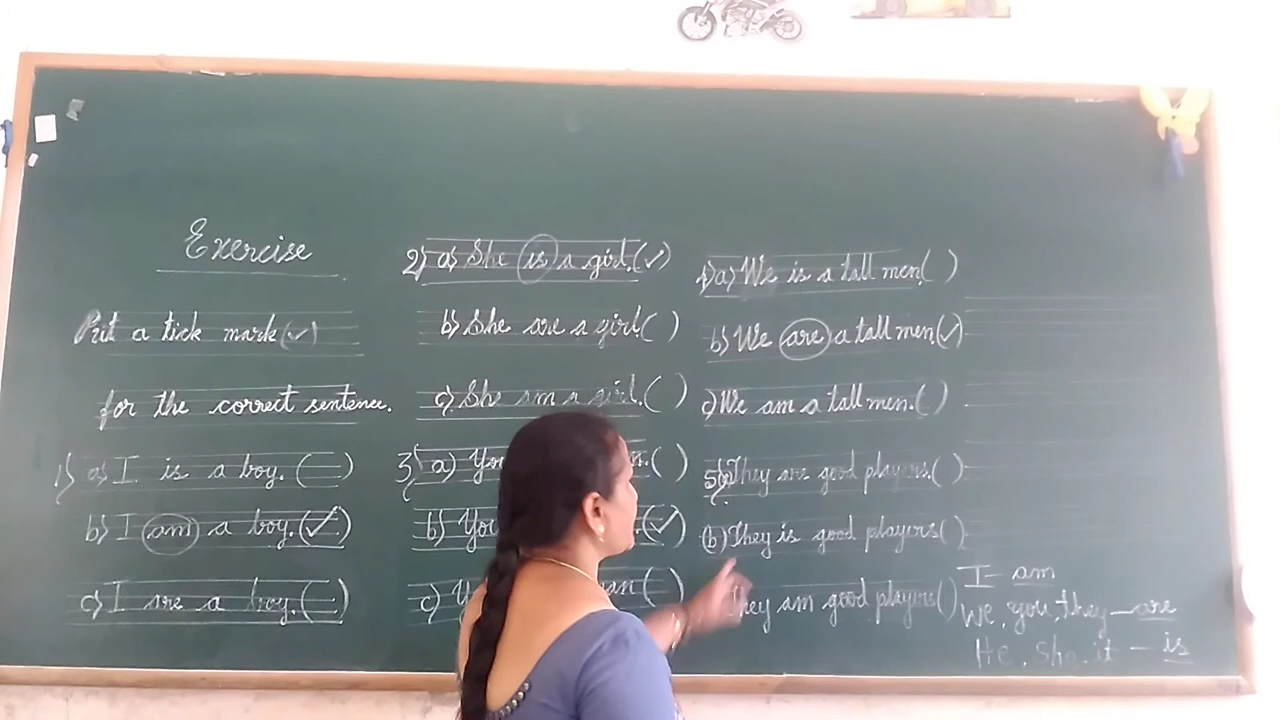 Exercise
Put a tick mark (✓)
for the correct sentence.
1) a) I is a boy. ( )
b) I am a boy. (✓)
c) I are a boy. ( )
2) a) She is a girl. (✓)
b) She are a girl ( )
c) She am a girl. ( )
3) a) You ( )
b) You (✓)
c) ( )
4) a) We is a tall men ( )
b) We are a tall men (✓)
c) We am a tall men. ( )
5) a) They are good players. ( )
(b) They is good players ( )
They am good players ( )
I - am
We, you, they - are
He, she, it - is